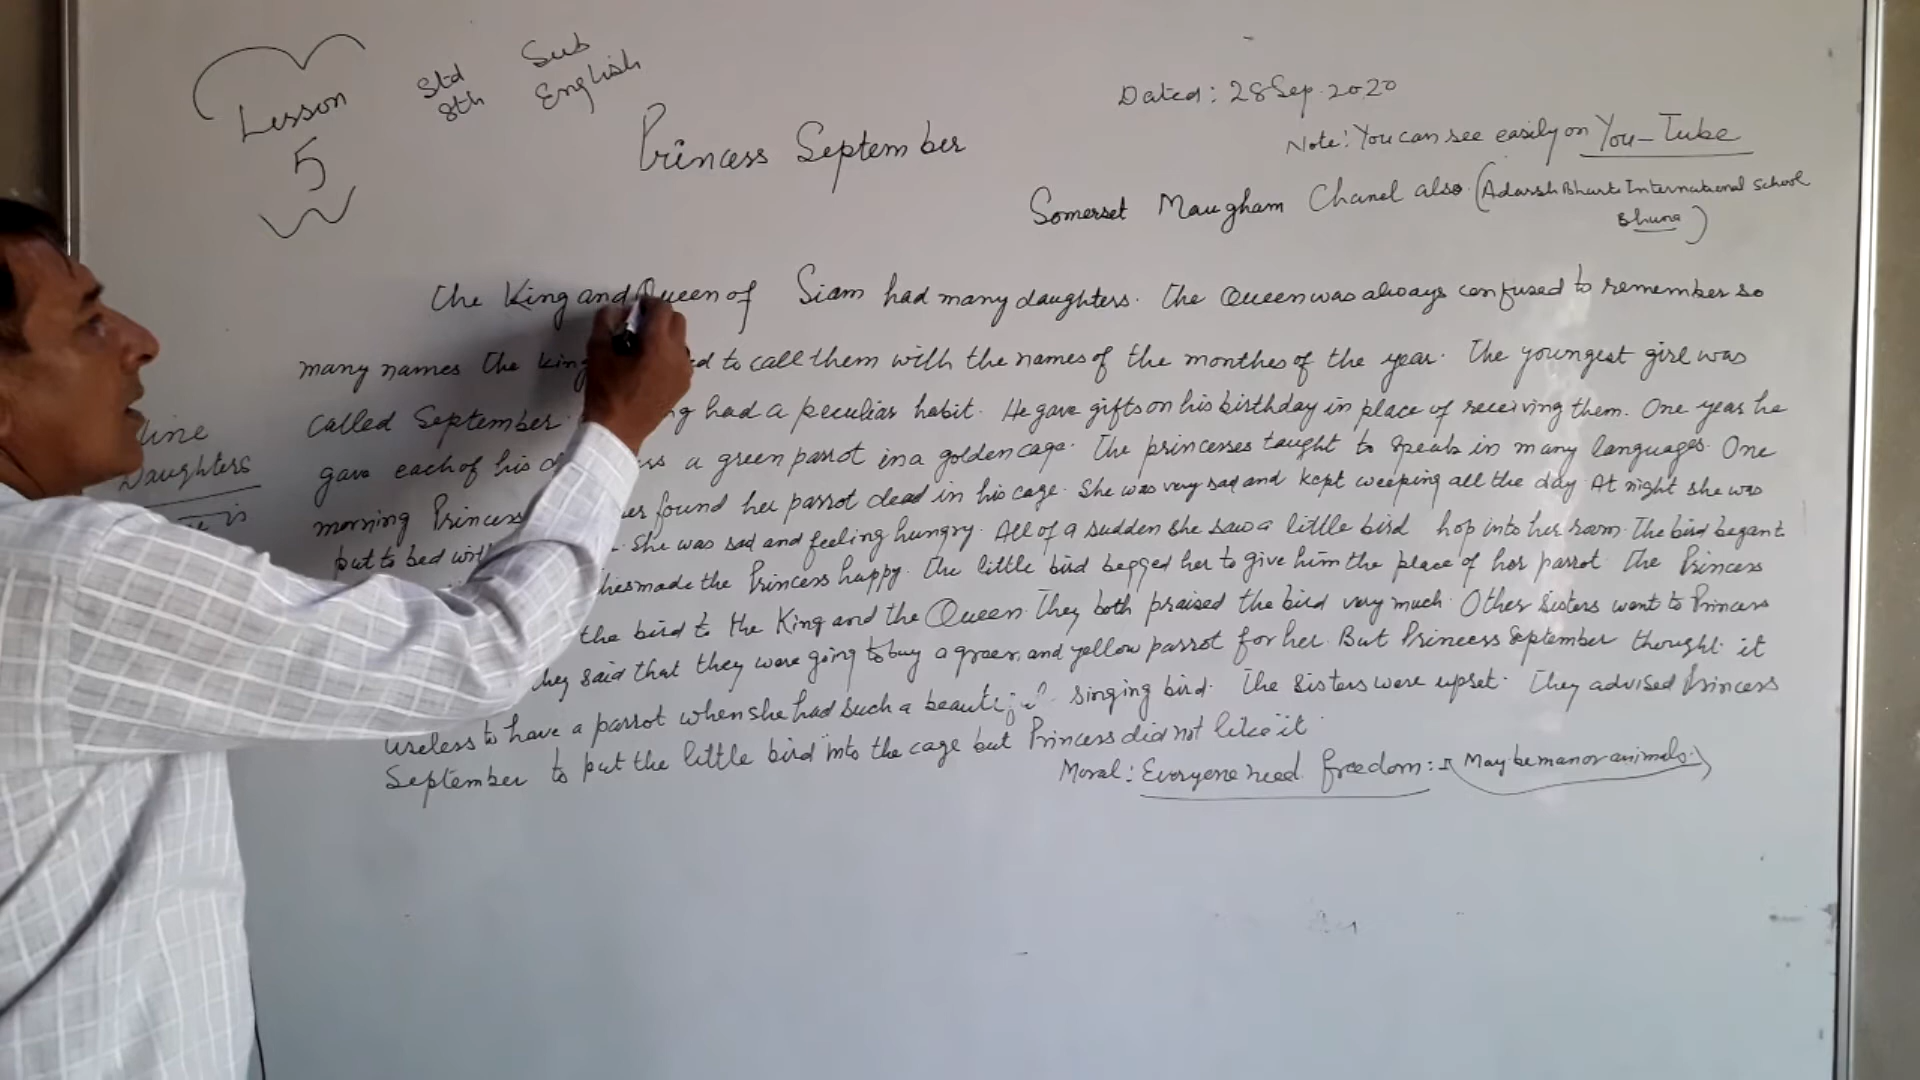 Lesson
5
Std
8th
Sub
English
Princess September
Dated: 28 Sep. 2020
Note: You can see easily on You-Tube
Somerset Maugham Chanel also (Adarsh Bharti International School
Bhuna)
The King and Queen of Siam had many daughters. The Queen was always confused to remember so
many names The king to call them with the names of the monthes of the year. The youngest girl was
called September. had a peculiar habit. He gave gifts on his birthday in place of receiving them. One year he
gave each of his a green parrot in a golden cage. The princesses taught to speak in many languages. One
morning Princess found her parrot dead in his cage. She was very sad and kept weeping all the day. At night she was
put to bed She was sad and feeling hungry. All of a sudden she saw a little bird hop into her room. The bird began t
made the Princess happy. The little bird begged her to give him the place of her parrot. The Princess
the bird to the King and the Queen. They both praised the bird very much. Other sisters went to Princess
they said that they were going to buy a green and yellow parrot for her. But Princess September thought it
useless to have a parrot when she had such a singing bird. The sisters were upset. They advised Princess
September to put the little bird into the cage but Princess did not like it.
Moral: Everyone need freedom: May be man or animals.)
Daughters
is